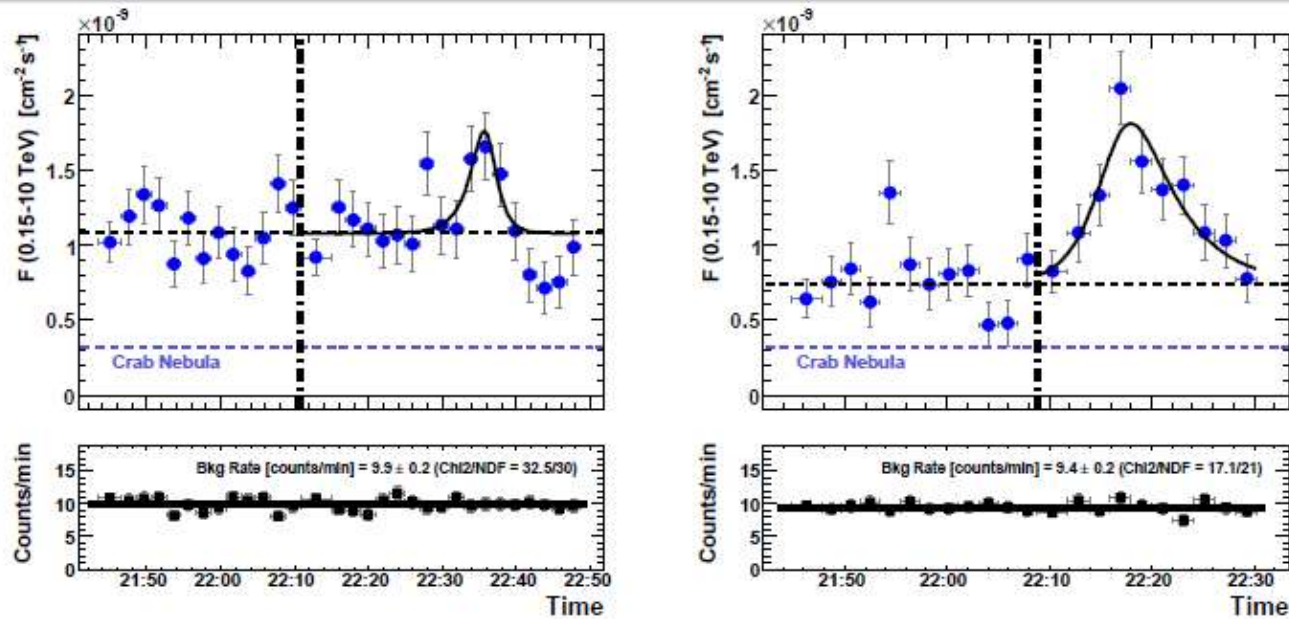 ×10⁻⁹
F (0.15-10 TeV) [cm⁻²s⁻¹]
2
1.5
1
0.5
0
Crab Nebula
Counts/min
15
10
5
0
Bkg Rate [counts/min] = 9.9 ± 0.2 (Chi2/NDF = 32.5/30)
21:50 22:00 22:10 22:20 22:30 22:40 22:50
Time
×10⁻⁹
F (0.15-10 TeV) [cm⁻²s⁻¹]
2
1.5
1
0.5
0
Crab Nebula
Counts/min
15
10
5
0
Bkg Rate [counts/min] = 9.4 ± 0.2 (Chi2/NDF = 17.1/21)
21:50 22:00 22:10 22:20 22:30
Time